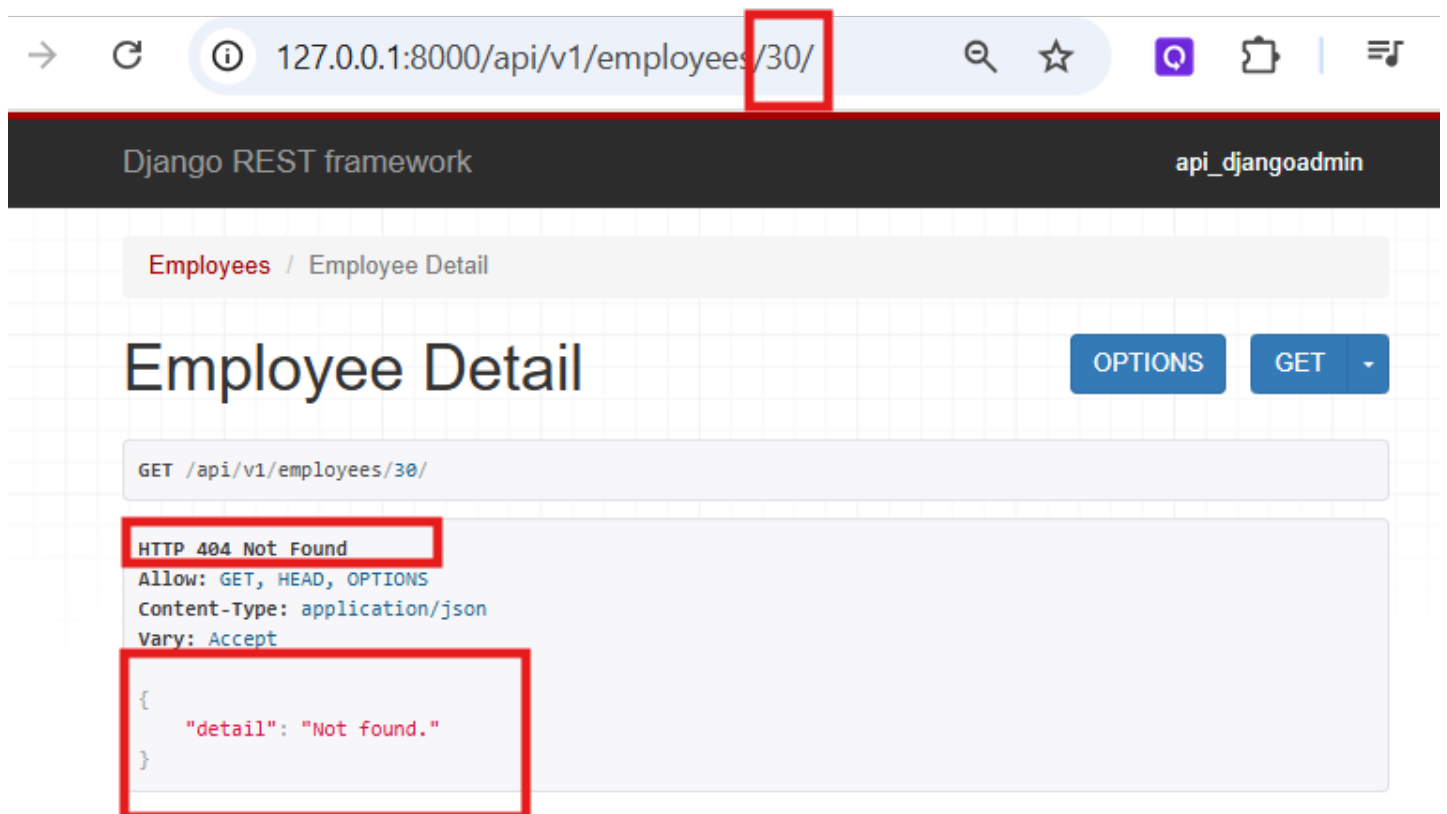 127.0.0.1:8000/api/v1/employees/30/
Django REST framework
api_djangoadmin
Employees / Employee Detail
Employee Detail
OPTIONS
GET
GET /api/v1/employees/30/
HTTP 404 Not Found
Allow: GET, HEAD, OPTIONS
Content-Type: application/json
Vary: Accept
{
"detail": "Not found."
}